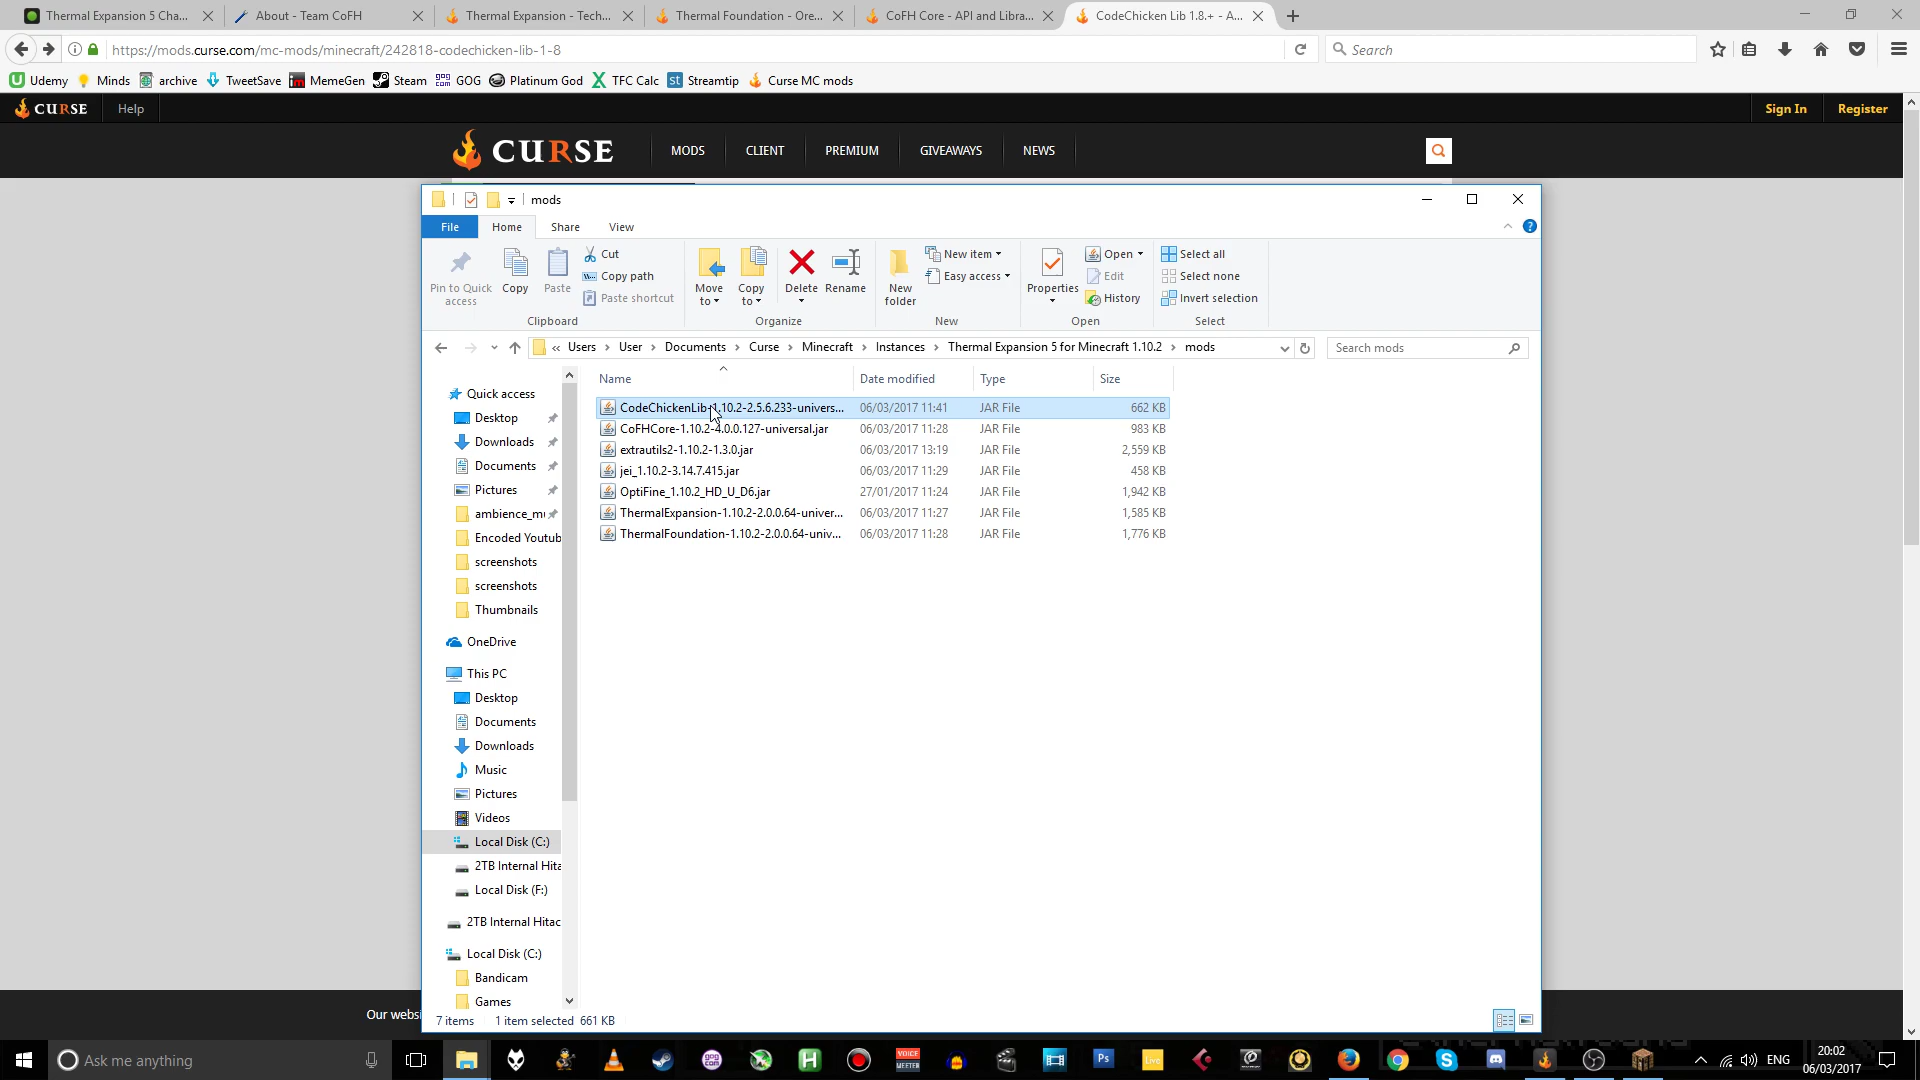 Thermal Expansion 5 Cha...
About - Team CoFH
Thermal Expansion - Tech...
Thermal Foundation - Ore...
CoFH Core - API and Libra...
CodeChicken Lib 1.8.+ - A...
https://mods.curse.com/mc-mods/minecraft/242818-codechicken-lib-1-8
Search
Udemy
Minds
archive
TweetSave
MemeGen
Steam
GOG
Platinum God
TFC Calc
Streamtip
Curse MC mods
CURSE
Help
Sign In
Register
CURSE
MODS
CLIENT
PREMIUM
GIVEAWAYS
NEWS
mods
File
Home
Share
View
Pin to Quick access
Copy
Paste
Cut
Copy path
Paste shortcut
Clipboard
Move to
Copy to
Delete
Rename
Organize
New folder
New item
Easy access
New
Properties
Open
Edit
History
Open
Select all
Select none
Invert selection
Select
« Users > User > Documents > Curse > Minecraft > Instances > Thermal Expansion 5 for Minecraft 1.10.2 > mods
Search mods
Name
Date modified
Type
Size
CodeChickenLib-1.10.2-2.5.6.233-univers... 06/03/2017 11:41 JAR File 662 KB
CoFHCore-1.10.2-4.0.0.127-universal.jar 06/03/2017 11:28 JAR File 983 KB
extrautils2-1.10.2-1.3.0.jar 06/03/2017 13:19 JAR File 2,559 KB
jei_1.10.2-3.14.7.415.jar 06/03/2017 11:29 JAR File 458 KB
OptiFine_1.10.2_HD_U_D6.jar 27/01/2017 11:24 JAR File 1,942 KB
ThermalExpansion-1.10.2-2.0.0.64-univer... 06/03/2017 11:27 JAR File 1,585 KB
ThermalFoundation-1.10.2-2.0.0.64-univ... 06/03/2017 11:28 JAR File 1,776 KB
Quick access
Desktop
Downloads
Documents
Pictures
ambience_mu
Encoded Youtub
screenshots
screenshots
Thumbnails
OneDrive
This PC
Desktop
Documents
Downloads
Music
Pictures
Videos
Local Disk (C:)
2TB Internal Hita
Local Disk (F:)
2TB Internal Hitac
Local Disk (C:)
Bandicam
Games
7 items
1 item selected 661 KB
Our websi
Ask me anything
gog com
VOICE MEETER
Ps
Live
ENG
20:02
06/03/2017